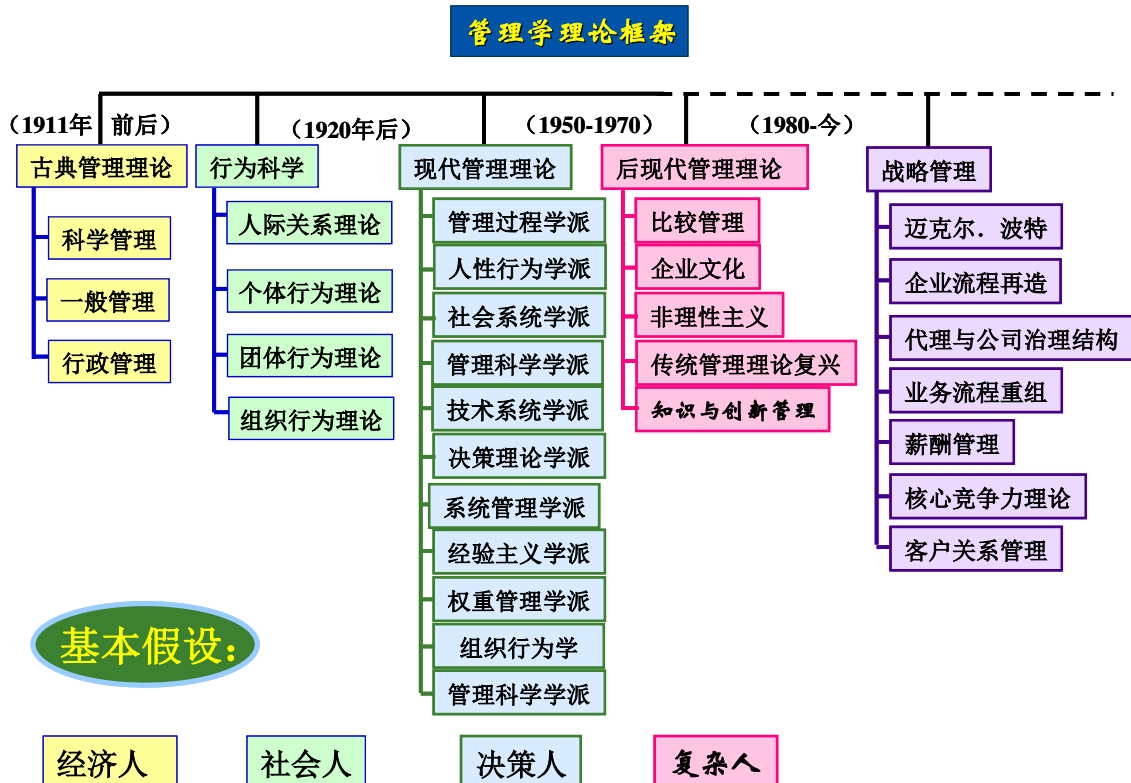 管理学理论框架
（1911年 前后）
（1920年后）
（1950-1970）
（1980-今）
古典管理理论
科学管理
一般管理
行政管理
行为科学
人际关系理论
个体行为理论
团体行为理论
组织行为理论
现代管理理论
管理过程学派
人性行为学派
社会系统学派
管理科学学派
技术系统学派
决策理论学派
系统管理学派
经验主义学派
权重管理学派
组织行为学
管理科学学派
后现代管理理论
比较管理
企业文化
非理性主义
传统管理理论复兴
知识与创新管理
战略管理
迈克尔．波特
企业流程再造
代理与公司治理结构
业务流程重组
薪酬管理
核心竞争力理论
客户关系管理
基本假设：
经济人
社会人
决策人
复杂人